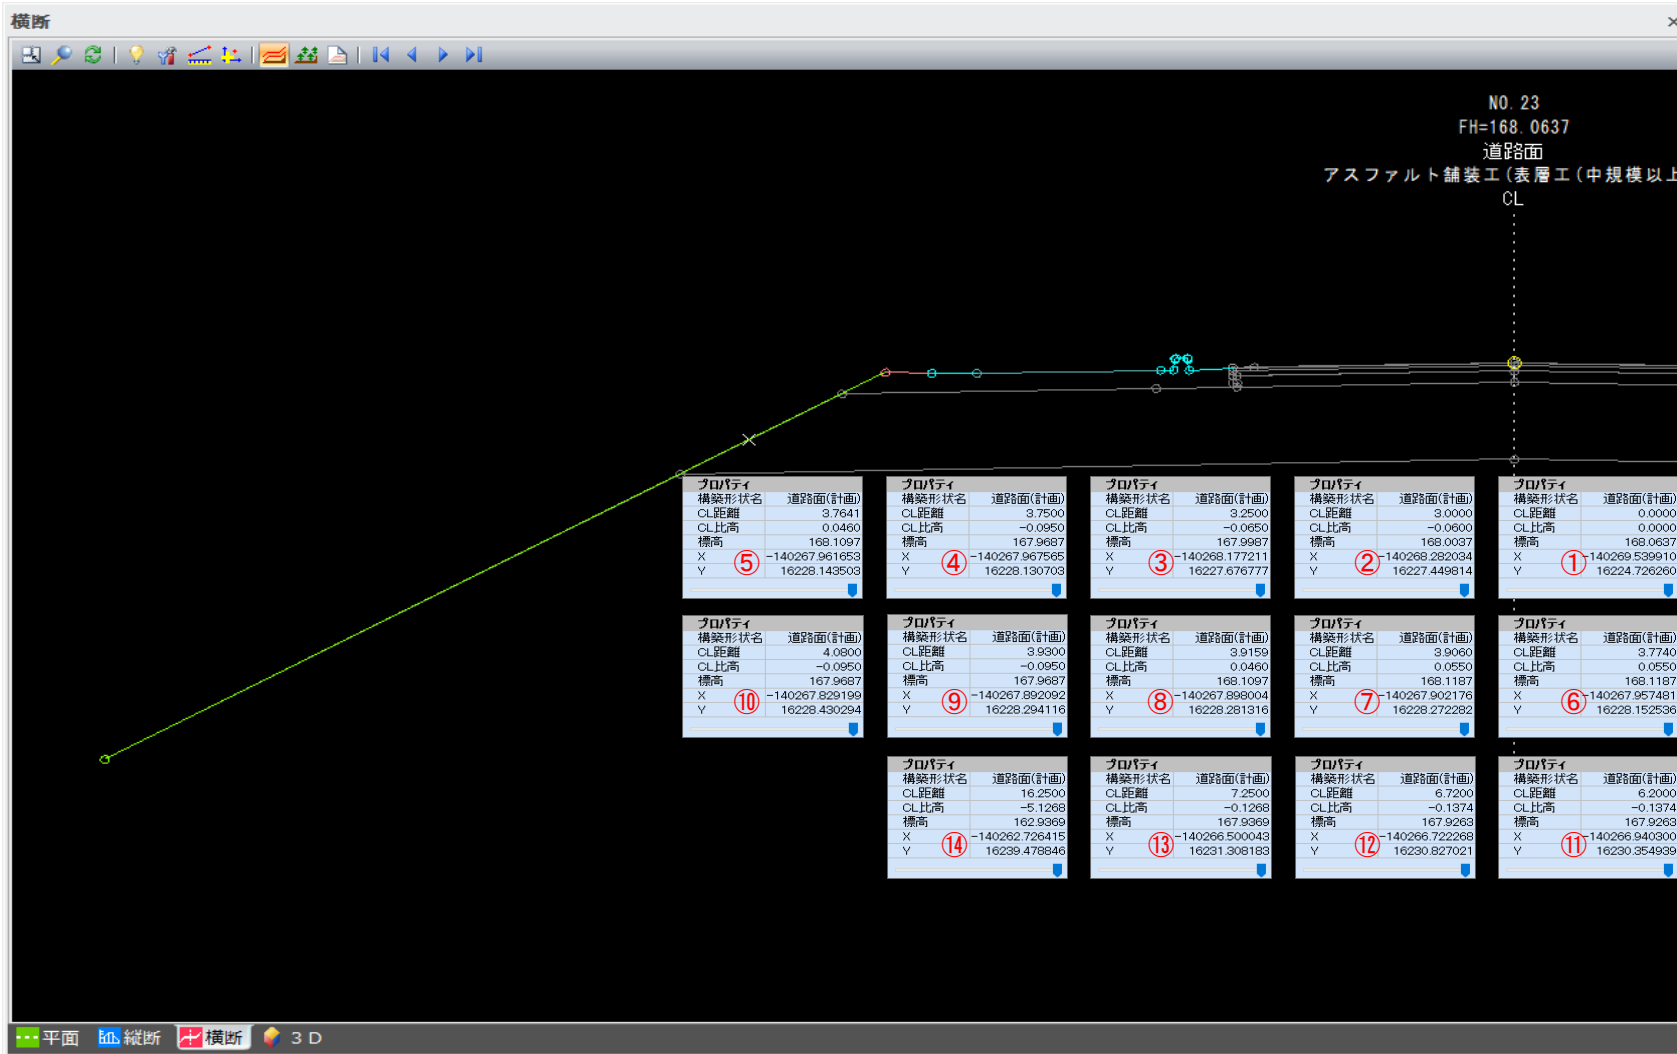 横断
NO. 23
FH=168. 0637
道路面
アスファルト舗装工(表層工(中規模以上
CL
プロパティ
構築形状名 道路面(計画)
CL距離 3.7641
CL比高 0.0460
標高 168.1097
X -140267.961653
Y 16228.143503
⑤
プロパティ
構築形状名 道路面(計画)
CL距離 3.7500
CL比高 -0.0950
標高 167.9687
X -140267.967565
Y 16228.130703
④
プロパティ
構築形状名 道路面(計画)
CL距離 3.2500
CL比高 -0.0650
標高 167.9987
X -140268.177211
Y 16227.676777
③
プロパティ
構築形状名 道路面(計画)
CL距離 3.0000
CL比高 -0.0600
標高 168.0037
X -140268.282034
Y 16227.449814
②
プロパティ
構築形状名 道路面(計画)
CL距離 0.0000
CL比高 0.0000
標高 168.0637
X -140269.539910
Y 16224.726260
①
プロパティ
構築形状名 道路面(計画)
CL距離 4.0800
CL比高 -0.0950
標高 167.9687
X -140267.829199
Y 16228.430294
⑩
プロパティ
構築形状名 道路面(計画)
CL距離 3.9300
CL比高 -0.0950
標高 167.9687
X -140267.892092
Y 16228.294116
⑨
プロパティ
構築形状名 道路面(計画)
CL距離 3.9159
CL比高 0.0460
標高 168.1097
X -140267.898004
Y 16228.281316
⑧
プロパティ
構築形状名 道路面(計画)
CL距離 3.9060
CL比高 0.0550
標高 168.1187
X -140267.902176
Y 16228.272282
⑦
プロパティ
構築形状名 道路面(計画)
CL距離 3.7740
CL比高 0.0550
標高 168.1187
X -140267.957481
Y 16228.152536
⑥
プロパティ
構築形状名 道路面(計画)
CL距離 16.2500
CL比高 -5.1268
標高 162.9369
X -140262.726415
Y 16239.478846
⑭
プロパティ
構築形状名 道路面(計画)
CL距離 7.2500
CL比高 -0.1268
標高 167.9369
X -140266.500043
Y 16231.308183
⑬
プロパティ
構築形状名 道路面(計画)
CL距離 6.7200
CL比高 -0.1374
標高 167.9263
X -140266.722268
Y 16230.827021
⑫
プロパティ
構築形状名 道路面(計画)
CL距離 6.2000
CL比高 -0.1374
標高 167.9263
X -140266.940300
Y 16230.354939
⑪
平面 縦断 横断 3D